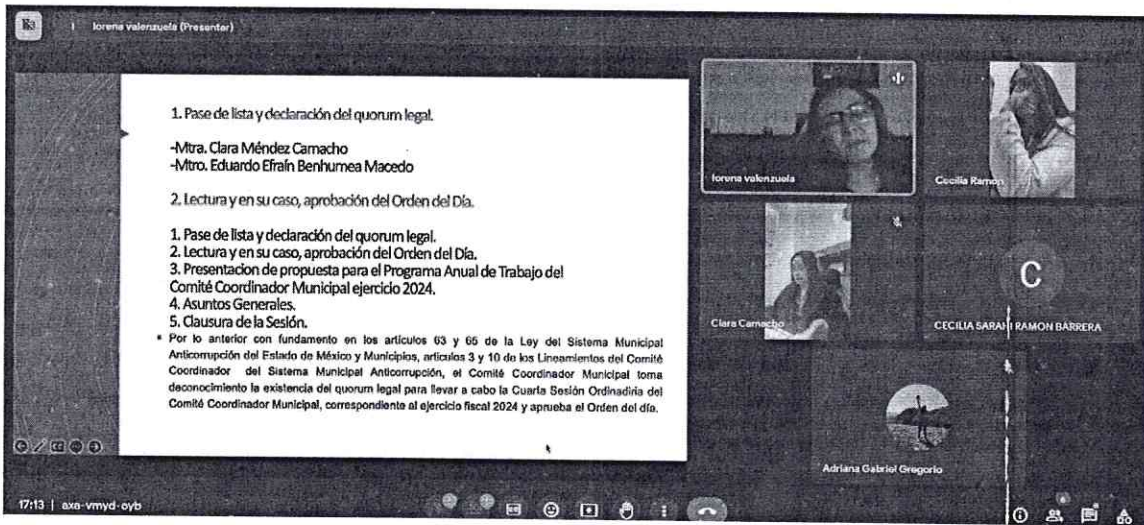 lorena valenzuela (Presenter)
1. Pase de lista y declaración del quorum legal.
-Mtra. Clara Méndez Camacho
-Mtro. Eduardo Efraín Benhumea Macedo
2. Lectura y en su caso, aprobación del Orden del Día.
1. Pase de lista y declaración del quorum legal.
2. Lectura y en su caso, aprobación del Orden del Día.
3. Presentacion de propuesta para el Programa Anual de Trabajo del
Comité Coordinador Municipal ejercicio 2024.
4. Asuntos Generales.
5. Clausura de la Sesión.
* Por lo anterior con fundamento en los artículos 63 y 65 de la Ley del Sistema Municipal
Anticorrupción del Estado de México y Municipios, artículos 3 y 10 de los Lineamientos del Comité
Coordinador del Sistema Municipal Anticorrupción, el Comité Coordinador Municipal toma
deconocimiento la existencia del quorum legal para llevar a cabo la Cuarta Sesión Ordinadiria del
Comité Coordinador Municipal, correspondiente al ejercicio fiscal 2024 y aprueba el Orden del día.
lorena valenzuela
Cecilia Ramon
Clara Camacho
C
CECILIA SARAHI RAMON BARRERA
Adriana Gabriel Gregorio
17:13 | axa-vmyd-oyb